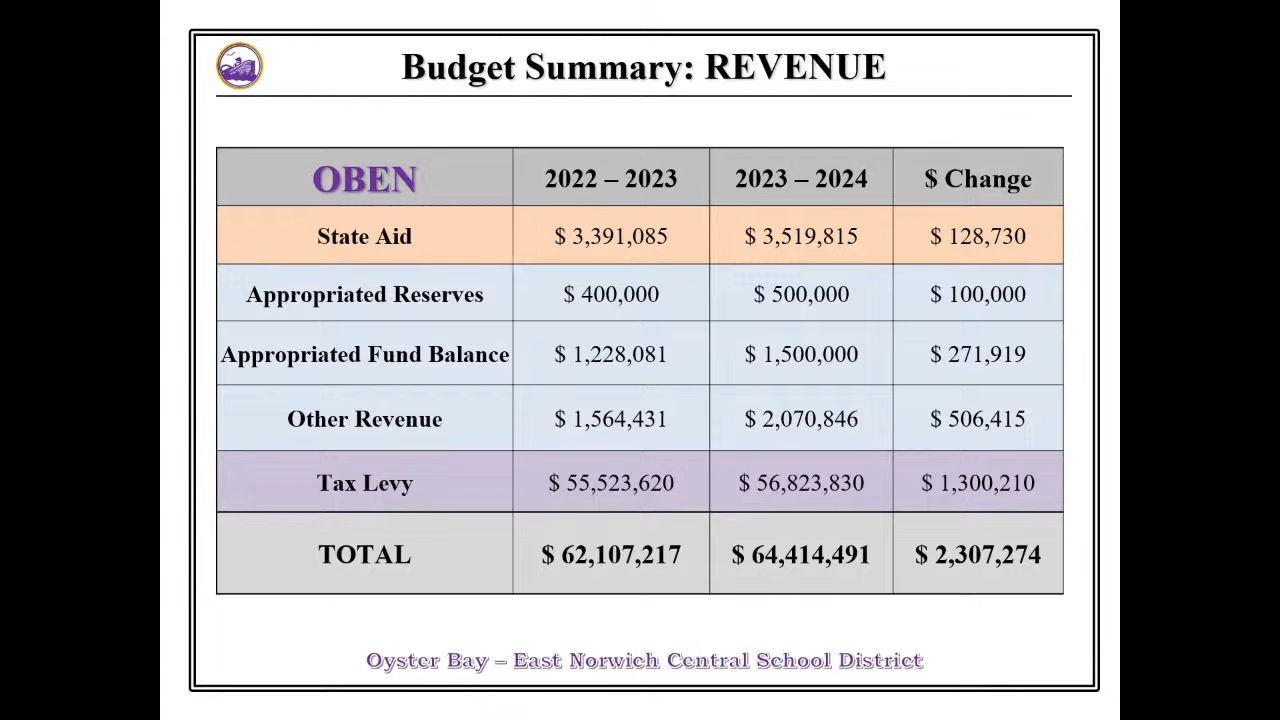 Budget Summary: REVENUE
OBEN 2022 – 2023 2023 – 2024 $ Change
State Aid $ 3,391,085 $ 3,519,815 $ 128,730
Appropriated Reserves $ 400,000 $ 500,000 $ 100,000
Appropriated Fund Balance $ 1,228,081 $ 1,500,000 $ 271,919
Other Revenue $ 1,564,431 $ 2,070,846 $ 506,415
Tax Levy $ 55,523,620 $ 56,823,830 $ 1,300,210
TOTAL $ 62,107,217 $ 64,414,491 $ 2,307,274
Oyster Bay – East Norwich Central School District